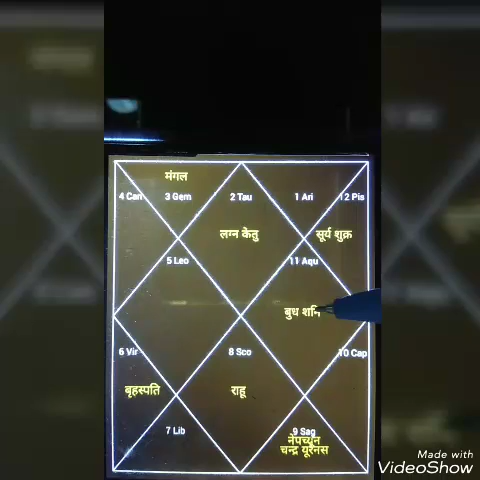 मंगल
4 Can 3 Gem 2 Tau 1 Ari 12 Pis
लग्न केतु सूर्य शुक्र
5 Leo 11 Aqu
बुध शनि
6 Vir 8 Sco 10 Cap
बृहस्पति राहू
7 Lib 9 Sag
नेपच्यून
चन्द्र यूरेनस
Made with
VideoShow